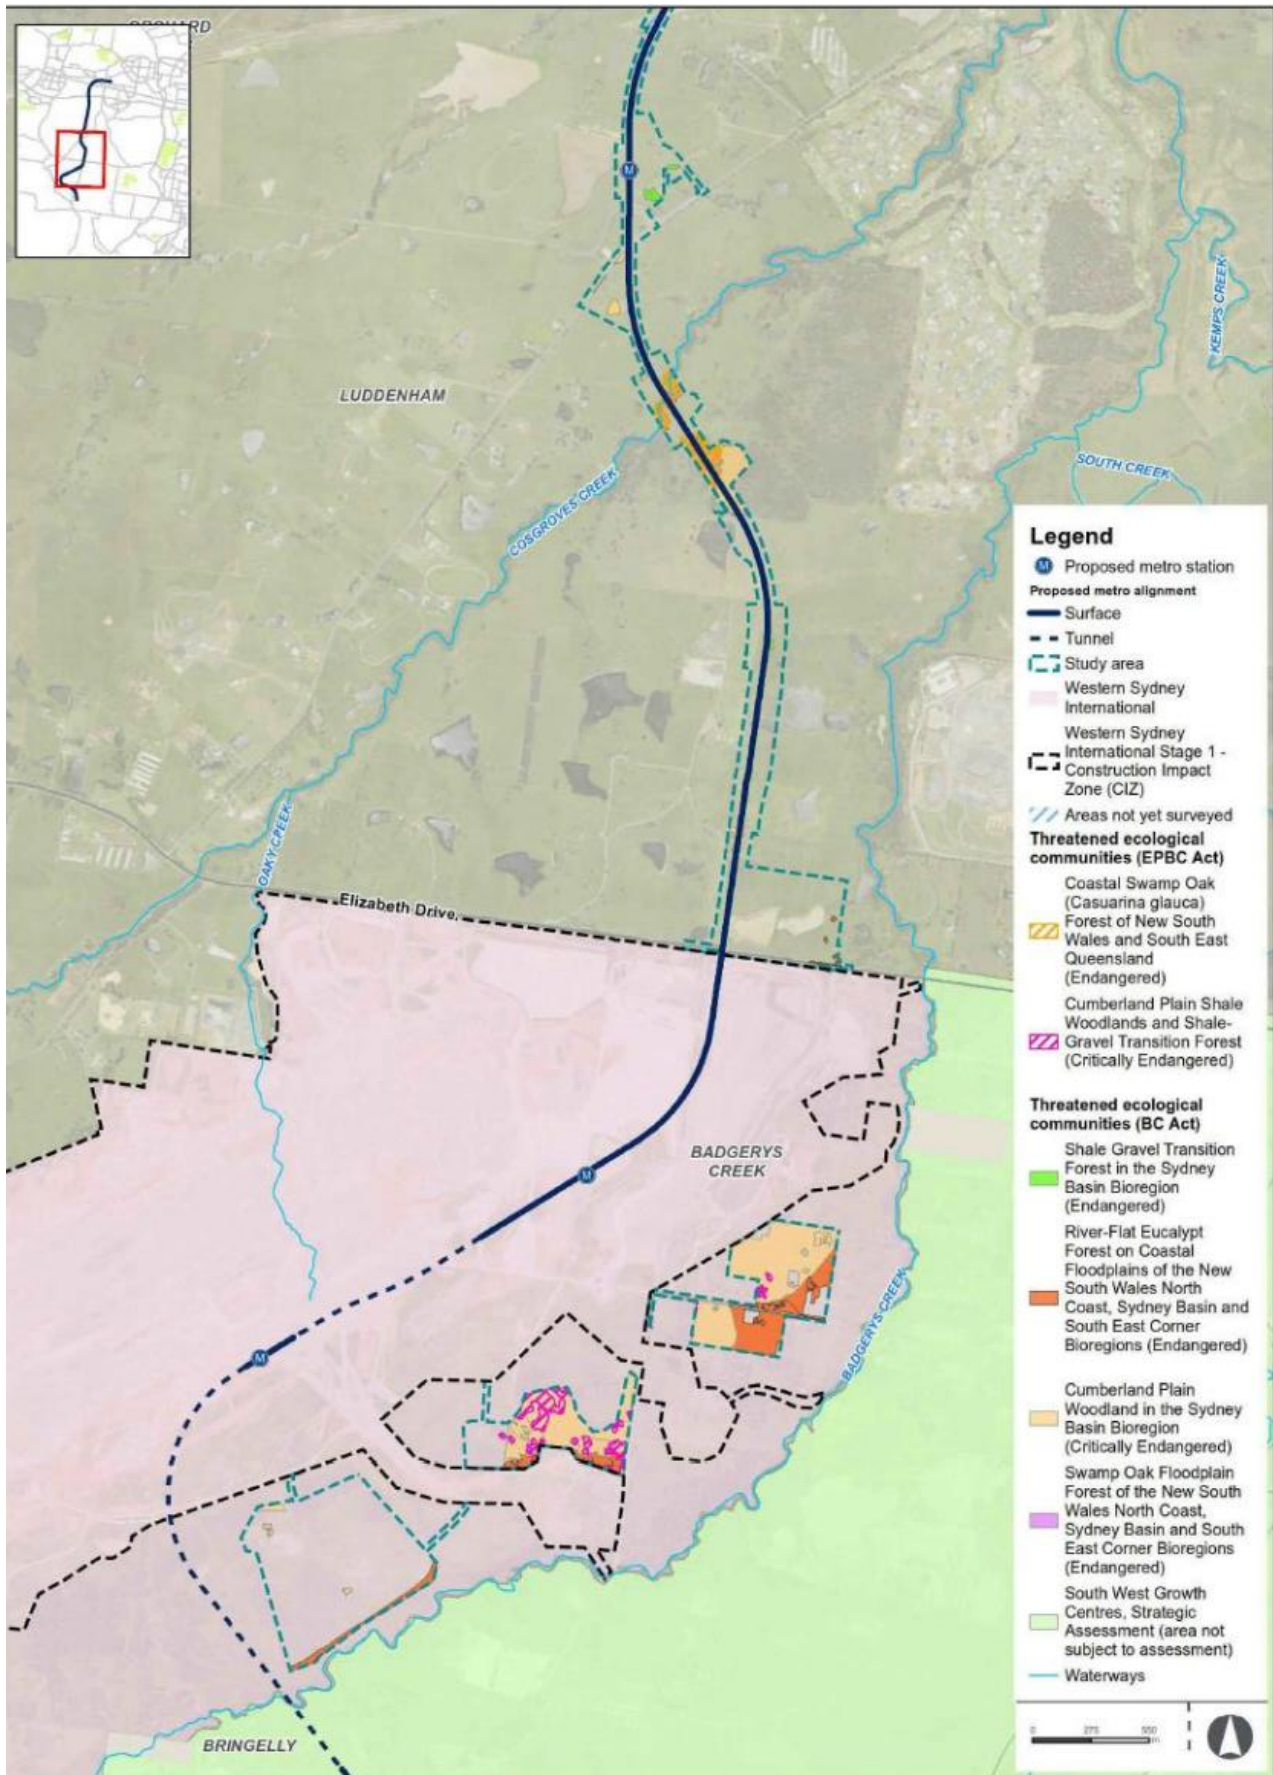 ORCHARD
M
LUDDENHAM
KEMPS CREEK
SOUTH CREEK
COSGROVES CREEK
OAKY CREEK
Elizabeth Drive
BADGERYS
CREEK
M
BADGERYS CREEK
M
BRINGELLY
Legend
M Proposed metro station
Proposed metro alignment
Surface
Tunnel
Study area
Western Sydney
International
Western Sydney
International Stage 1 -
Construction Impact
Zone (CIZ)
Areas not yet surveyed
Threatened ecological
communities (EPBC Act)
Coastal Swamp Oak
(Casuarina glauca)
Forest of New South
Wales and South East
Queensland
(Endangered)
Cumberland Plain Shale
Woodlands and Shale-
Gravel Transition Forest
(Critically Endangered)
Threatened ecological
communities (BC Act)
Shale Gravel Transition
Forest in the Sydney
Basin Bioregion
(Endangered)
River-Flat Eucalypt
Forest on Coastal
Floodplains of the New
South Wales North
Coast, Sydney Basin and
South East Corner
Bioregions (Endangered)
Cumberland Plain
Woodland in the Sydney
Basin Bioregion
(Critically Endangered)
Swamp Oak Floodplain
Forest of the New South
Wales North Coast,
Sydney Basin and South
East Corner Bioregions
(Endangered)
South West Growth
Centres, Strategic
Assessment (area not
subject to assessment)
Waterways
0 275 550
m